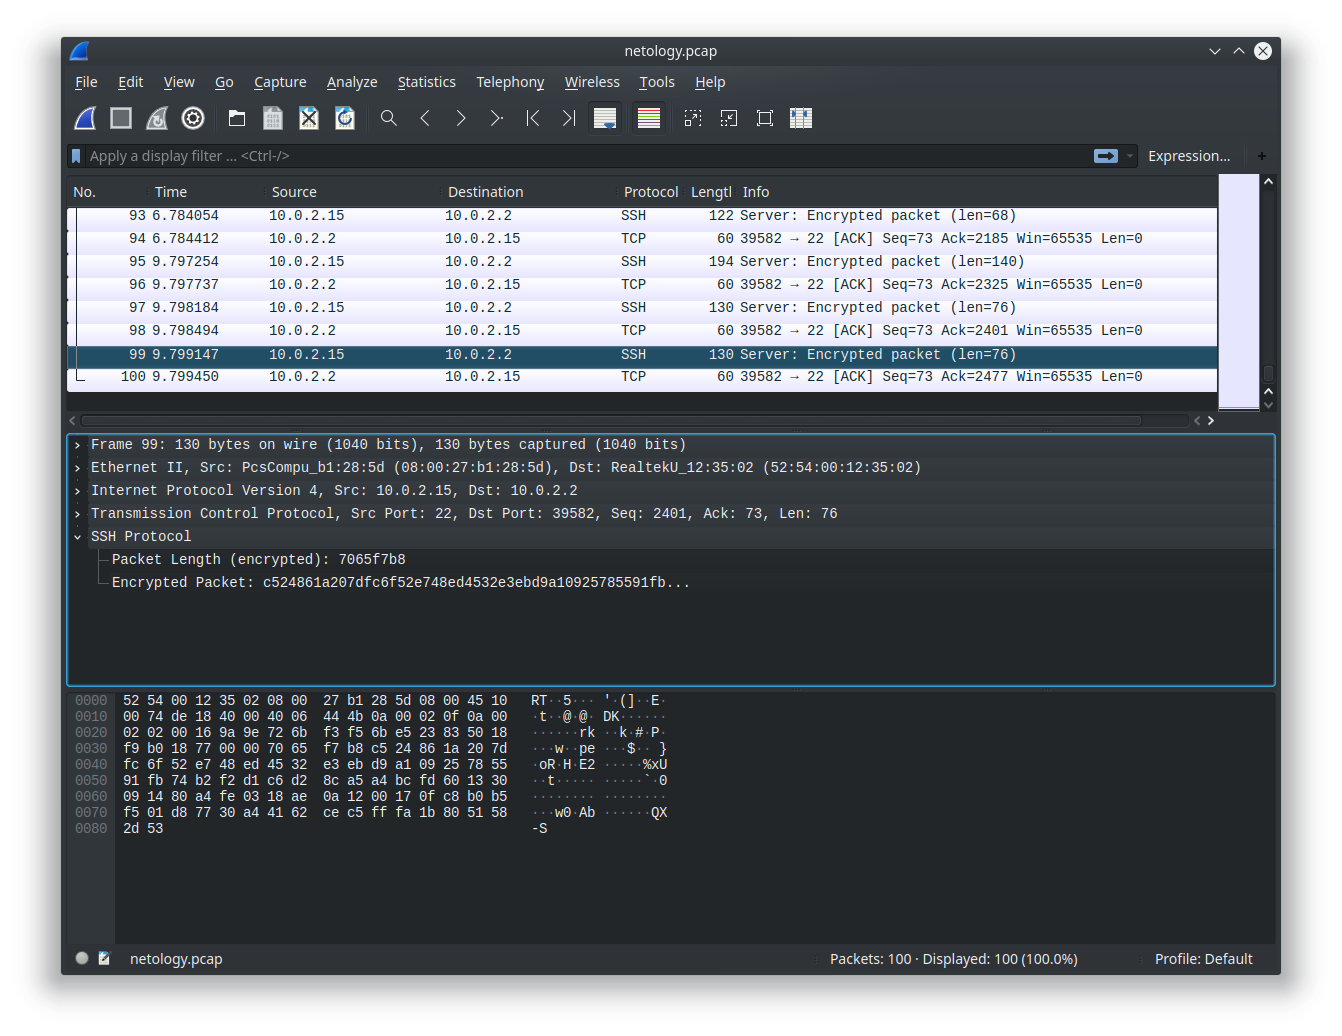 netology.pcap
File Edit View Go Capture Analyze Statistics Telephony Wireless Tools Help
Apply a display filter ... <Ctrl-/> Expression... +
No. Time Source Destination Protocol Lengtl Info
93 6.784054 10.0.2.15 10.0.2.2 SSH 122 Server: Encrypted packet (len=68)
94 6.784412 10.0.2.2 10.0.2.15 TCP 60 39582 → 22 [ACK] Seq=73 Ack=2185 Win=65535 Len=0
95 9.797254 10.0.2.15 10.0.2.2 SSH 194 Server: Encrypted packet (len=140)
96 9.797737 10.0.2.2 10.0.2.15 TCP 60 39582 → 22 [ACK] Seq=73 Ack=2325 Win=65535 Len=0
97 9.798184 10.0.2.15 10.0.2.2 SSH 130 Server: Encrypted packet (len=76)
98 9.798494 10.0.2.2 10.0.2.15 TCP 60 39582 → 22 [ACK] Seq=73 Ack=2401 Win=65535 Len=0
99 9.799147 10.0.2.15 10.0.2.2 SSH 130 Server: Encrypted packet (len=76)
100 9.799450 10.0.2.2 10.0.2.15 TCP 60 39582 → 22 [ACK] Seq=73 Ack=2477 Win=65535 Len=0
Frame 99: 130 bytes on wire (1040 bits), 130 bytes captured (1040 bits)
Ethernet II, Src: PcsCompu_b1:28:5d (08:00:27:b1:28:5d), Dst: RealtekU_12:35:02 (52:54:00:12:35:02)
Internet Protocol Version 4, Src: 10.0.2.15, Dst: 10.0.2.2
Transmission Control Protocol, Src Port: 22, Dst Port: 39582, Seq: 2401, Ack: 73, Len: 76
SSH Protocol
Packet Length (encrypted): 7065f7b8
Encrypted Packet: c524861a207dfc6f52e748ed4532e3ebd9a10925785591fb...
0000 52 54 00 12 35 02 08 00 27 b1 28 5d 08 00 45 10 RT··5··· '·(]··E·
0010 00 74 de 18 40 00 40 06 44 4b 0a 00 02 0f 0a 00 ·t··@·@· DK······
0020 02 02 00 16 9a 9e 72 6b f3 f5 6b e5 23 83 50 18 ······rk ··k·#·P·
0030 f9 b0 18 77 00 00 70 65 f7 b8 c5 24 86 1a 20 7d ···w··pe ···$·· }
0040 fc 6f 52 e7 48 ed 45 32 e3 eb d9 a1 09 25 78 55 ·oR·H·E2 ·····%xU
0050 91 fb 74 b2 f2 d1 c6 d2 8c a5 a4 bc fd 60 13 30 ··t····· ·····`·0
0060 09 14 80 a4 fe 03 18 ae 0a 12 00 17 0f c8 b0 b5 ········ ········
0070 f5 01 d8 77 30 a4 41 62 ce c5 ff fa 1b 80 51 58 ···w0·Ab ······QX
0080 2d 53 -S
netology.pcap Packets: 100 · Displayed: 100 (100.0%) Profile: Default